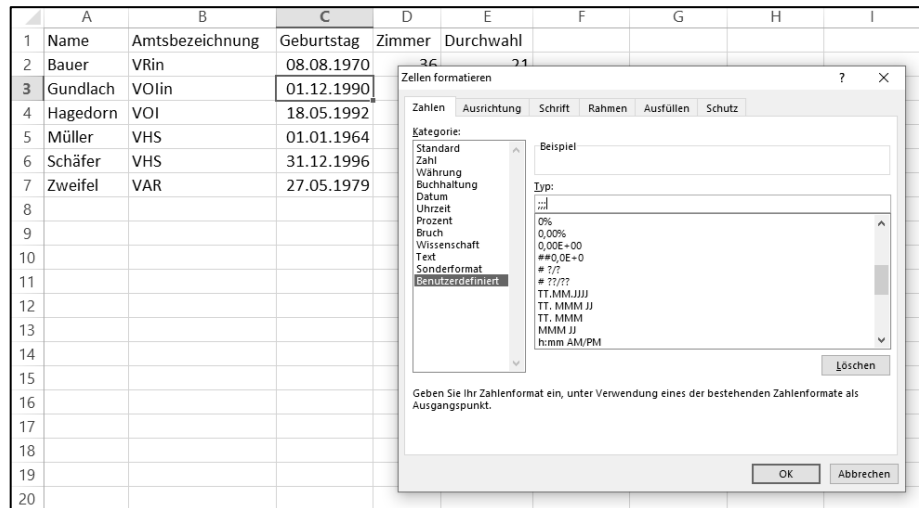 A B C D E F G H I
1 Name Amtsbezeichnung Geburtstag Zimmer Durchwahl
2 Bauer VRin 08.08.1970 36 21
3 Gundlach VOIin 01.12.1990
4 Hagedorn VOI 18.05.1992
5 Müller VHS 01.01.1964
6 Schäfer VHS 31.12.1996
7 Zweifel VAR 27.05.1979
8
9
10
11
12
13
14
15
16
17
18
19
20
Zellen formatieren ? ×
Zahlen Ausrichtung Schrift Rahmen Ausfüllen Schutz
Kategorie:
Standard
Zahl
Währung
Buchhaltung
Datum
Uhrzeit
Prozent
Bruch
Wissenschaft
Text
Sonderformat
Benutzerdefiniert
Beispiel
Typ:
;;;
0%
0,00%
0,00E+00
##0,0E+0
# ?/?
# ??/??
TT.MM.JJJJ
TT. MMM JJ
TT. MMM
MMM JJ
h:mm AM/PM
Löschen
Geben Sie Ihr Zahlenformat ein, unter Verwendung eines der bestehenden Zahlenformate als
Ausgangspunkt.
OK Abbrechen